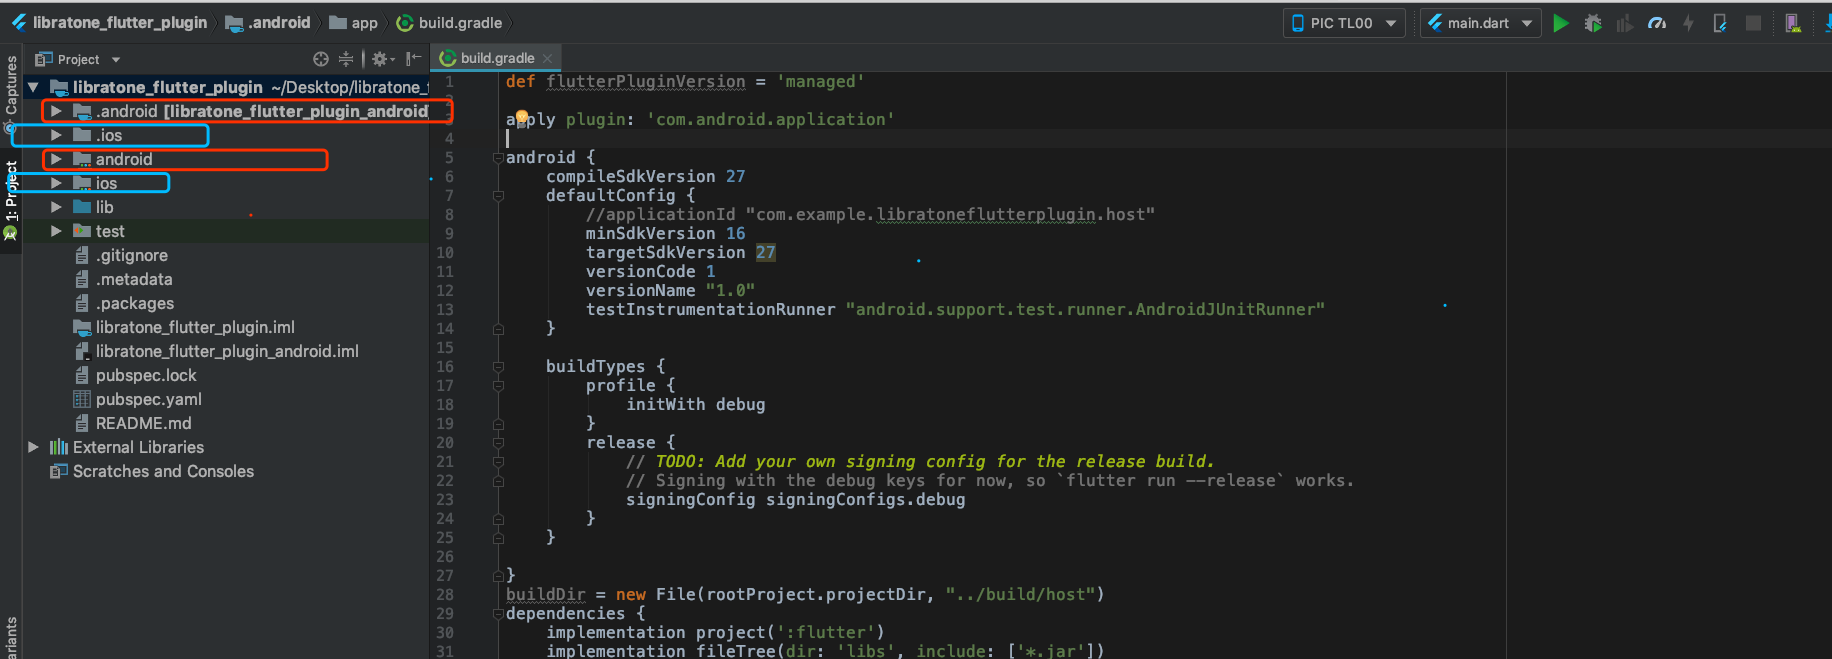 libratone_flutter_plugin .android app build.gradle PIC TL00 main.dart
Project build.gradle
Captures
1: Project
ariants
libratone_flutter_plugin ~/Desktop/libratone_
.android [libratone_flutter_plugin_android]
.ios
android
ios
lib
test
.gitignore
.metadata
.packages
libratone_flutter_plugin.iml
libratone_flutter_plugin_android.iml
pubspec.lock
pubspec.yaml
README.md
External Libraries
Scratches and Consoles
1 def flutterPluginVersion = 'managed'
2
3 apply plugin: 'com.android.application'
4
5 android {
6 compileSdkVersion 27
7 defaultConfig {
8 //applicationId "com.example.libratoneflutterplugin.host"
9 minSdkVersion 16
10 targetSdkVersion 27
11 versionCode 1
12 versionName "1.0"
13 testInstrumentationRunner "android.support.test.runner.AndroidJUnitRunner"
14 }
15
16 buildTypes {
17 profile {
18 initWith debug
19 }
20 release {
21 // TODO: Add your own signing config for the release build.
22 // Signing with the debug keys for now, so `flutter run --release` works.
23 signingConfig signingConfigs.debug
24 }
25 }
26
27 }
28 buildDir = new File(rootProject.projectDir, "../build/host")
29 dependencies {
30 implementation project(':flutter')
31 implementation fileTree(dir: 'libs', include: ['*.jar'])